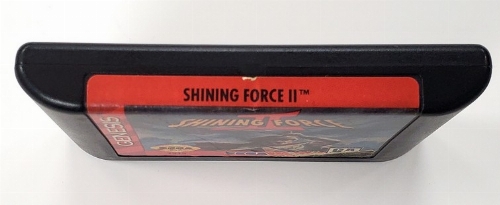 SHINING FORCE II™
GENESIS
SHINING FORCE
SEGA